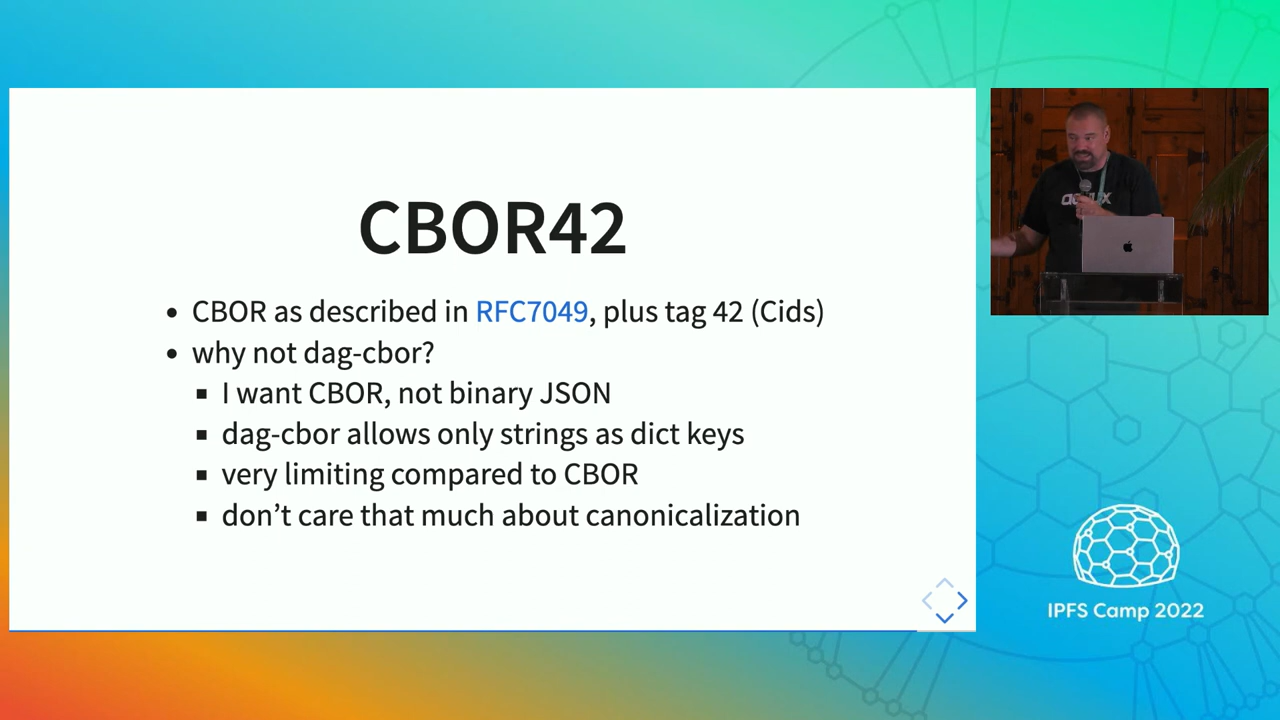 CBOR42
• CBOR as described in RFC7049, plus tag 42 (Cids)
• why not dag-cbor?
▪ I want CBOR, not binary JSON
▪ dag-cbor allows only strings as dict keys
▪ very limiting compared to CBOR
▪ don’t care that much about canonicalization
IPFS Camp 2022